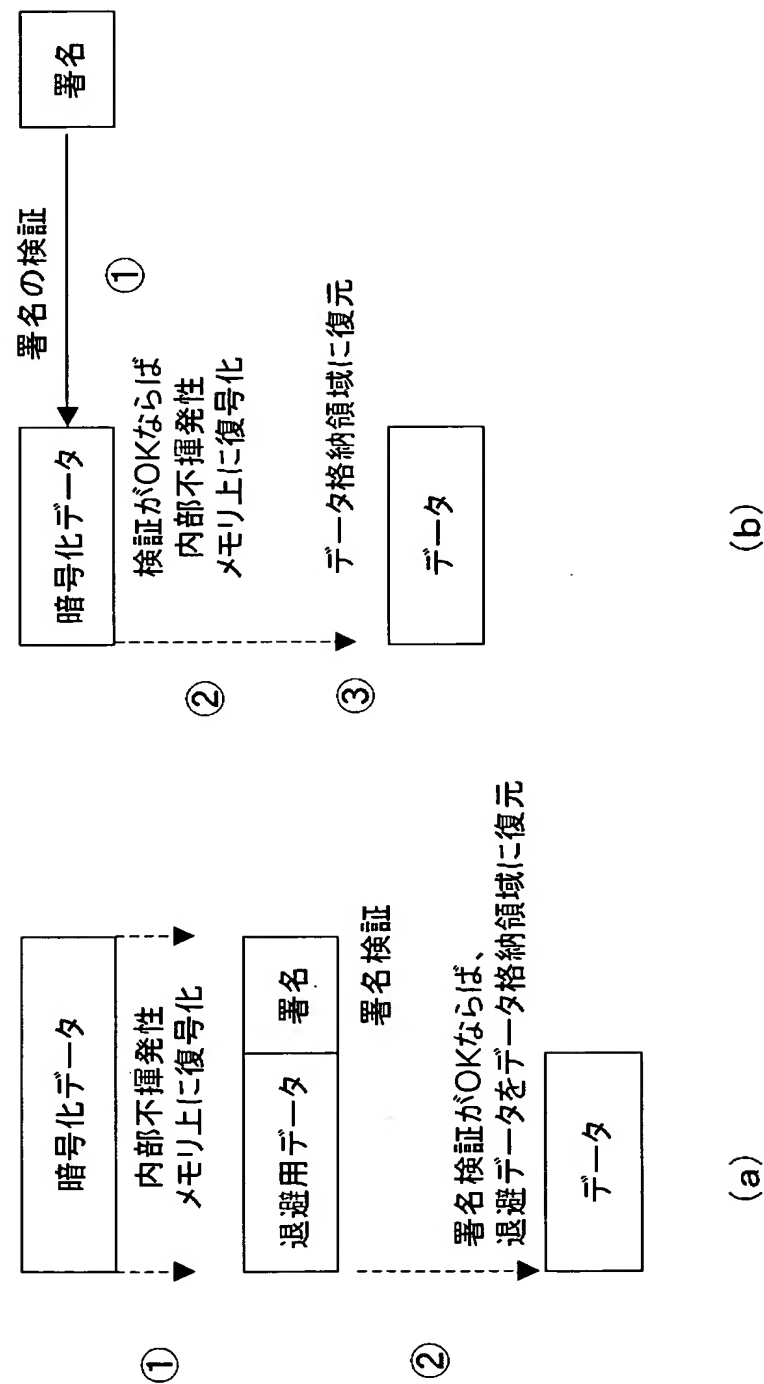 暗号化データ
①
内部不揮発性
メモリ上に復号化
退避用データ
署名
署名検証
②
署名検証がOKならば、
退避データをデータ格納領域に復元
データ
(a)
暗号化データ
署名の検証
署名
①
検証がOKならば
内部不揮発性
メモリ上に復号化
②
③
データ格納領域に復元
データ
(b)